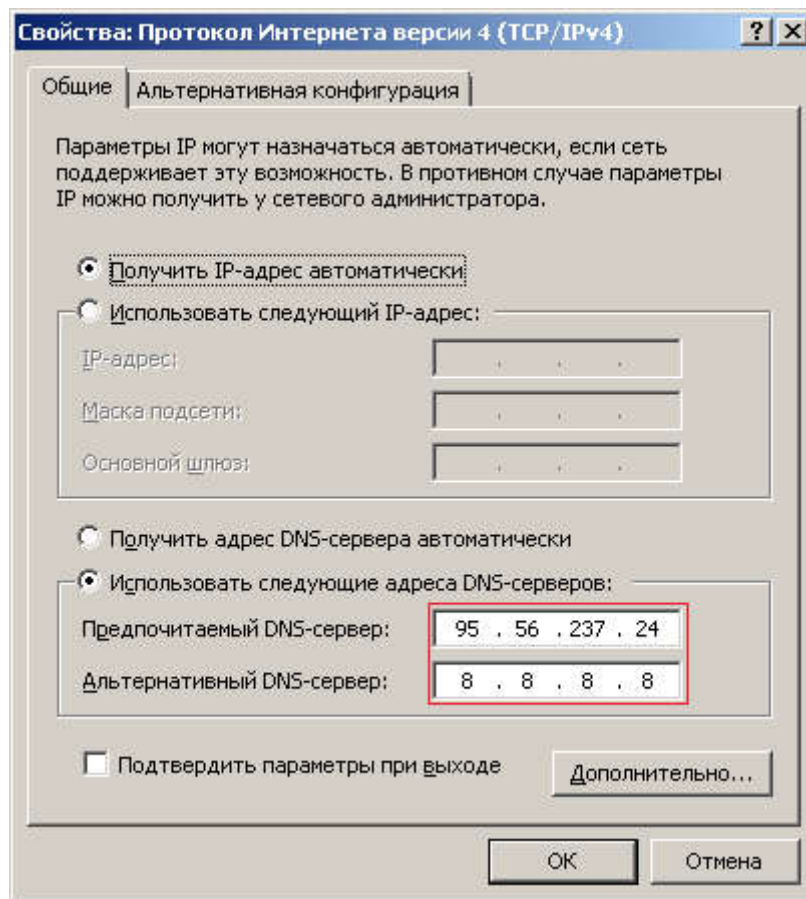 Свойства: Протокол Интернета версии 4 (TCP/IPv4)
Общие
Альтернативная конфигурация
Параметры IP могут назначаться автоматически, если сеть
поддерживает эту возможность. В противном случае параметры
IP можно получить у сетевого администратора.
Получить IP-адрес автоматически
Использовать следующий IP-адрес:
IP-адрес:
Маска подсети:
Основной шлюз:
Получить адрес DNS-сервера автоматически
Использовать следующие адреса DNS-серверов:
Предпочитаемый DNS-сервер: 95 . 56 . 237 . 24
Альтернативный DNS-сервер: 8 . 8 . 8 . 8
Подтвердить параметры при выходе
Дополнительно...
ОК
Отмена